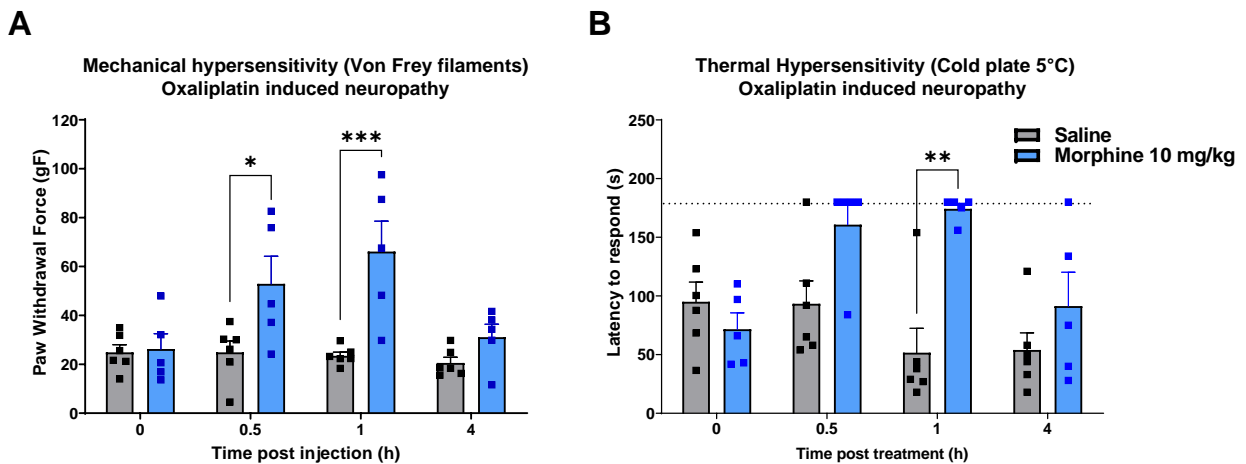 A
Mechanical hypersensitivity (Von Frey filaments)
Oxaliplatin induced neuropathy
Paw Withdrawal Force (gF)
120
100
80
60
40
20
0
*
***
0
0.5
1
4
Time post injection (h)
B
Thermal Hypersensitivity (Cold plate 5°C)
Oxaliplatin induced neuropathy
Latency to respond (s)
250
200
150
100
50
0
**
Saline
Morphine 10 mg/kg
0
0.5
1
4
Time post treatment (h)